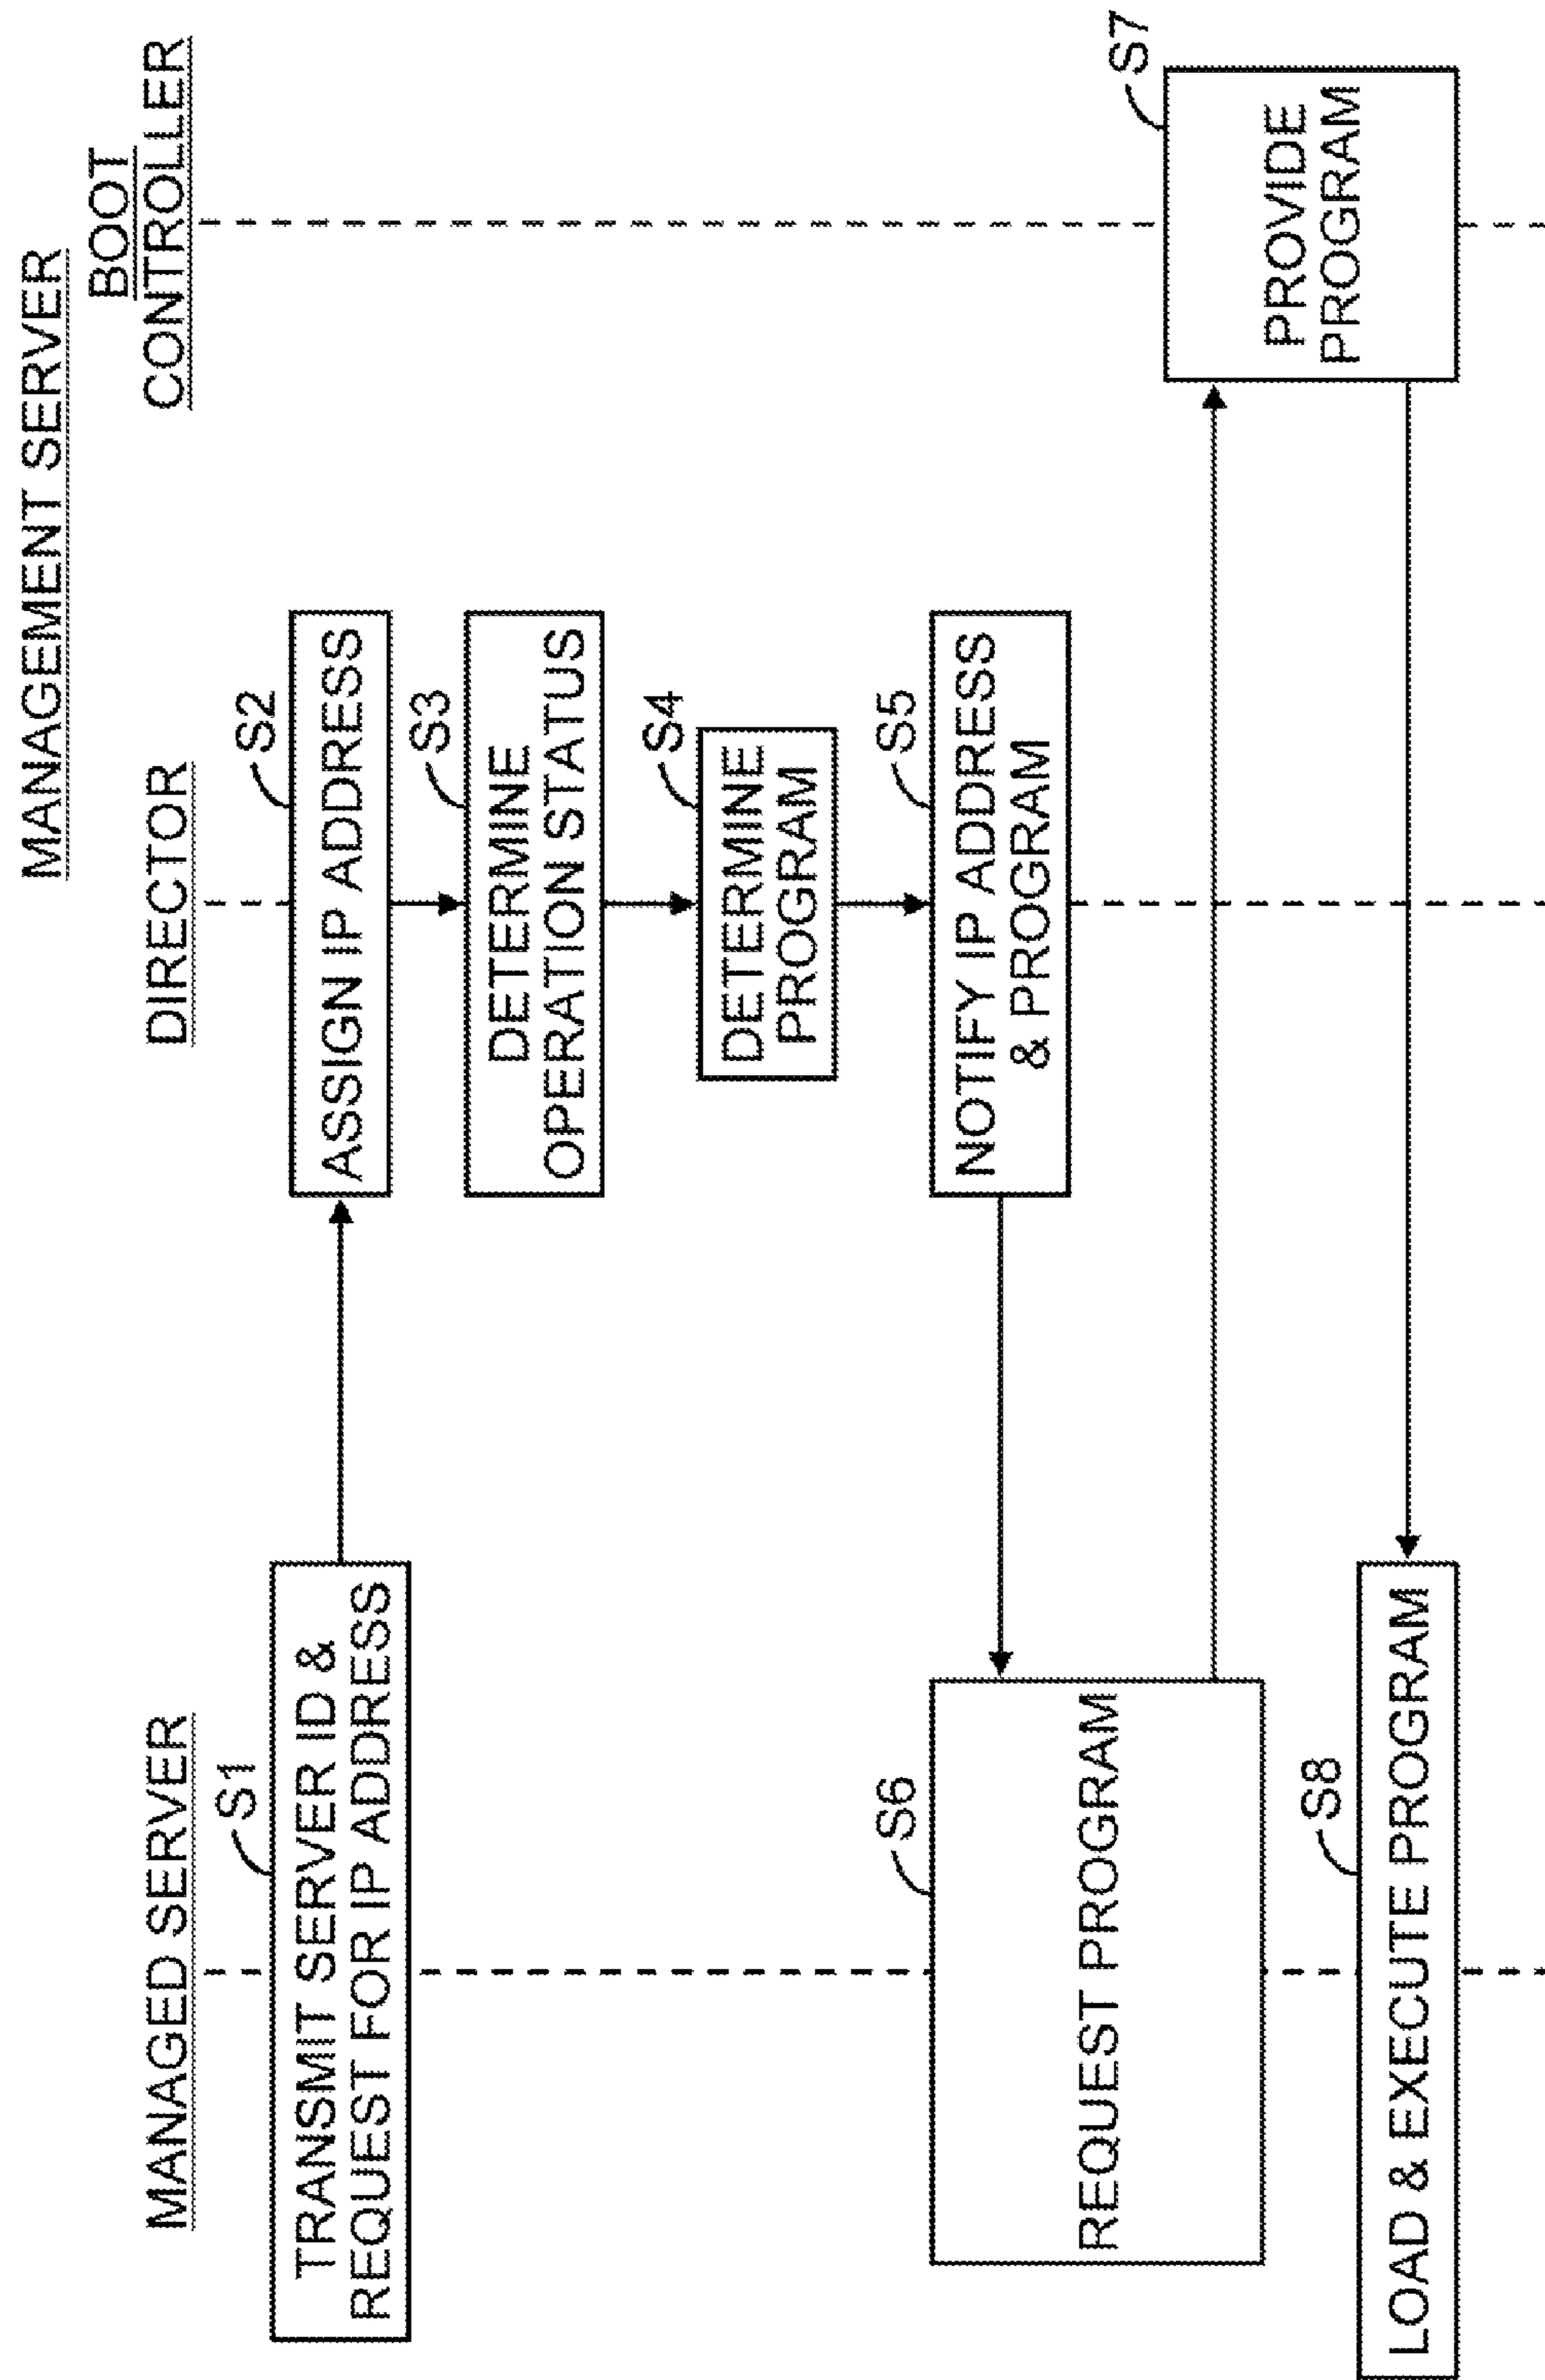 MANAGEMENT SERVER
MANAGED SERVER
DIRECTOR
BOOT
CONTROLLER
S1
TRANSMIT SERVER ID &
REQUEST FOR IP ADDRESS
S2
ASSIGN IP ADDRESS
S3
DETERMINE
OPERATION STATUS
S4
DETERMINE
PROGRAM
S5
NOTIFY IP ADDRESS
& PROGRAM
S6
REQUEST PROGRAM
S7
PROVIDE
PROGRAM
S8
LOAD & EXECUTE PROGRAM